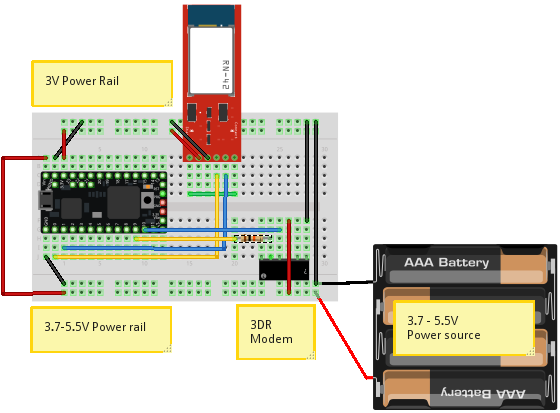 3V Power Rail
RN-42
AAA Battery
3.7-5.5V Power rail
3DR
Modem
3.7 - 5.5V
Power source
AAA Battery